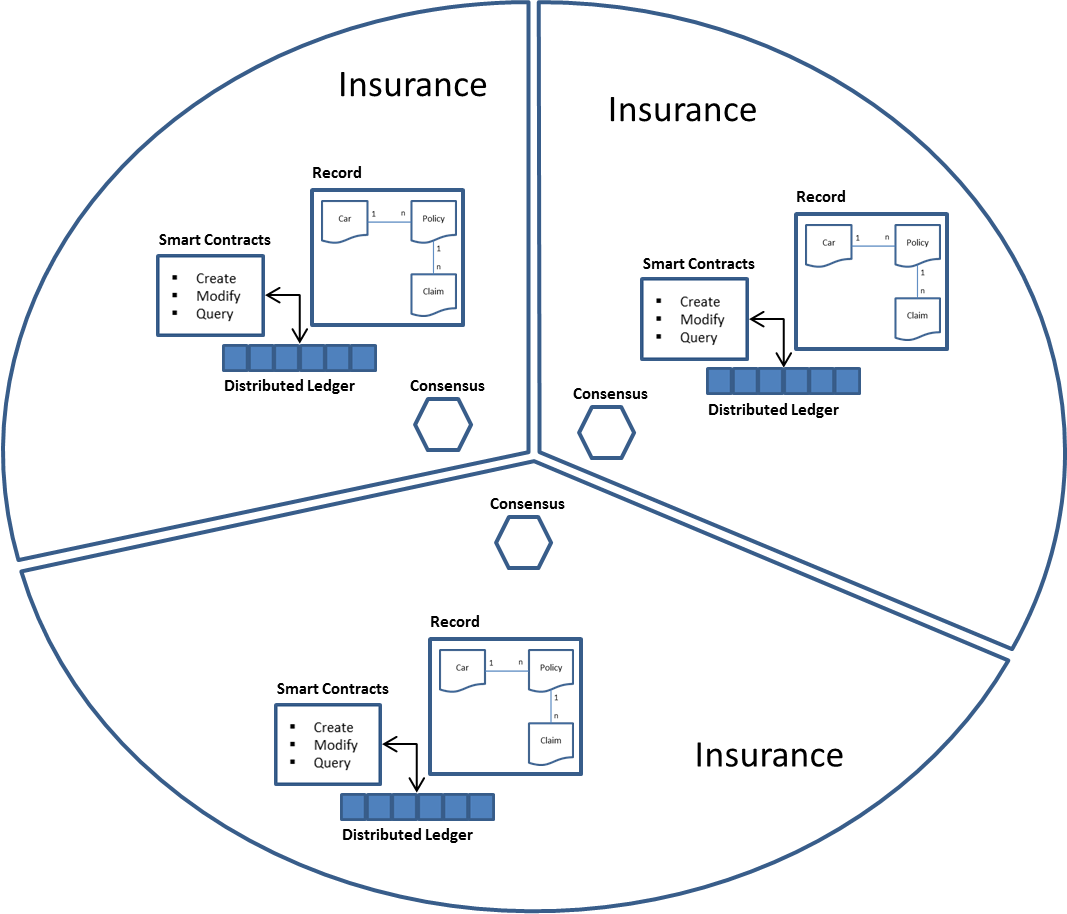 Insurance
Record
Car 1 n Policy
1
n
Claim
Smart Contracts
▪ Create
▪ Modify
▪ Query
Distributed Ledger
Consensus
Insurance
Record
Car 1 n Policy
1
n
Claim
Smart Contracts
▪ Create
▪ Modify
▪ Query
Distributed Ledger
Consensus
Consensus
Record
Car 1 n Policy
1
n
Claim
Smart Contracts
▪ Create
▪ Modify
▪ Query
Distributed Ledger
Insurance